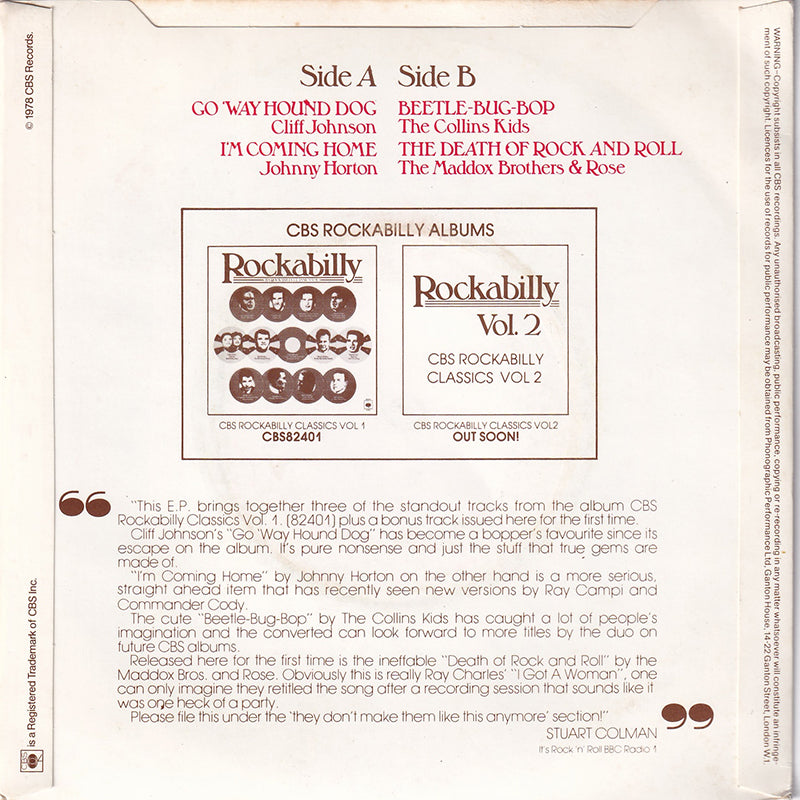 Side A Side B
GO 'WAY HOUND DOG
Cliff Johnson
I'M COMING HOME
Johnny Horton
BEETLE-BUG-BOP
The Collins Kids
THE DEATH OF ROCK AND ROLL
The Maddox Brothers & Rose
CBS ROCKABILLY ALBUMS
Rockabilly
CBS ROCKABILLY CLASSICS VOL 1
CBS82401
Rockabilly
Vol. 2
CBS ROCKABILLY
CLASSICS VOL 2
CBS ROCKABILLY CLASSICS VOL2
OUT SOON!
"This E.P. brings together three of the standout tracks from the album CBS
Rockabilly Classics Vol. 1. (82401) plus a bonus track issued here for the first time.
Cliff Johnson's "Go 'Way Hound Dog" has become a bopper's favourite since its
escape on the album. It's pure nonsense and just the stuff that true gems are
made of.
"I'm Coming Home" by Johnny Horton on the other hand is a more serious,
straight ahead item that has recently seen new versions by Ray Campi and
Commander Cody.
The cute "Beetle-Bug-Bop" by The Collins Kids has caught a lot of people's
imagination and the converted can look forward to more titles by the duo on
future CBS albums.
Released here for the first time is the ineffable "Death of Rock and Roll" by the
Maddox Bros. and Rose. Obviously this is really Ray Charles' "I Got A Woman", one
can only imagine they retitled the song after a recording session that sounds like it
was one heck of a party.
Please file this under the 'they don't make them like this anymore' section!"
STUART COLMAN
It's Rock 'n' Roll BBC Radio 1
© 1978 CBS Records.
CBS is a Registered Trademark of CBS Inc.
WARNING—Copyright subsists in all CBS recordings. Any unauthorised broadcasting, public performance, copying or re-recording in any matter whatsoever will constitute an infringe-
ment of such copyright. Licences for the use of records for public performance may be obtained from Phonographic Performance Ltd, Ganton House, 14-22 Ganton Street, London W1.